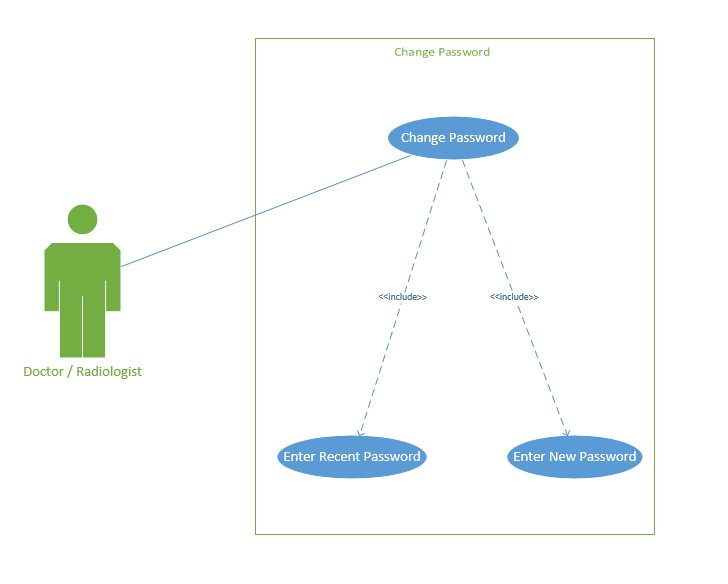 Change Password
Change Password
<<include>>
<<include>>
Doctor / Radiologist
Enter Recent Password
Enter New Password